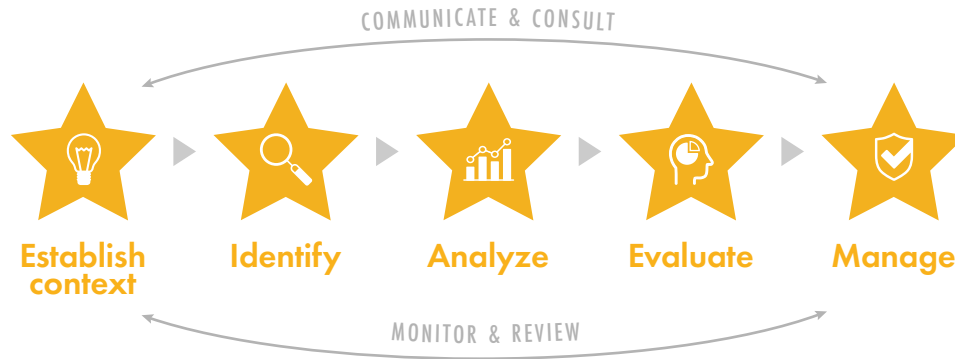 COMMUNICATE & CONSULT
Establish
context
Identify
Analyze
Evaluate
Manage
MONITOR & REVIEW